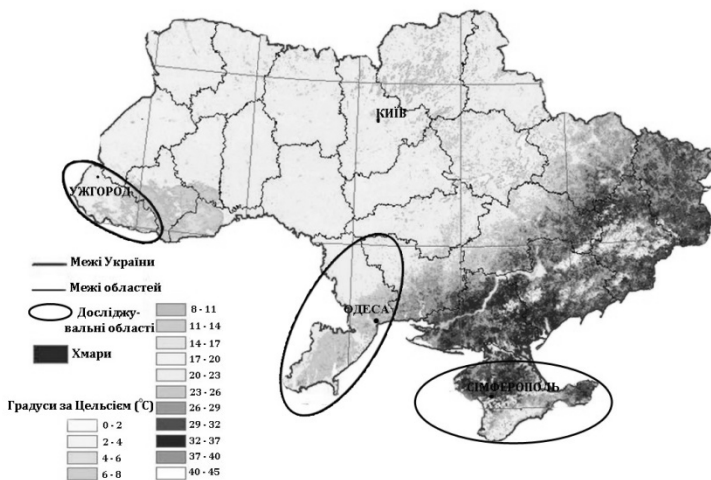 КИЇВ
УЖГОРОД
ОДЕСА
СІМФЕРОПОЛЬ
Межі України
Межі областей
Досліджу-
вальні області
Хмари
Градуси за Цельсієм (°C)
0 - 2
2 - 4
4 - 6
6 - 8
8 - 11
11 - 14
14 - 17
17 - 20
20 - 23
23 - 26
26 - 29
29 - 32
32 - 37
37 - 40
40 - 45